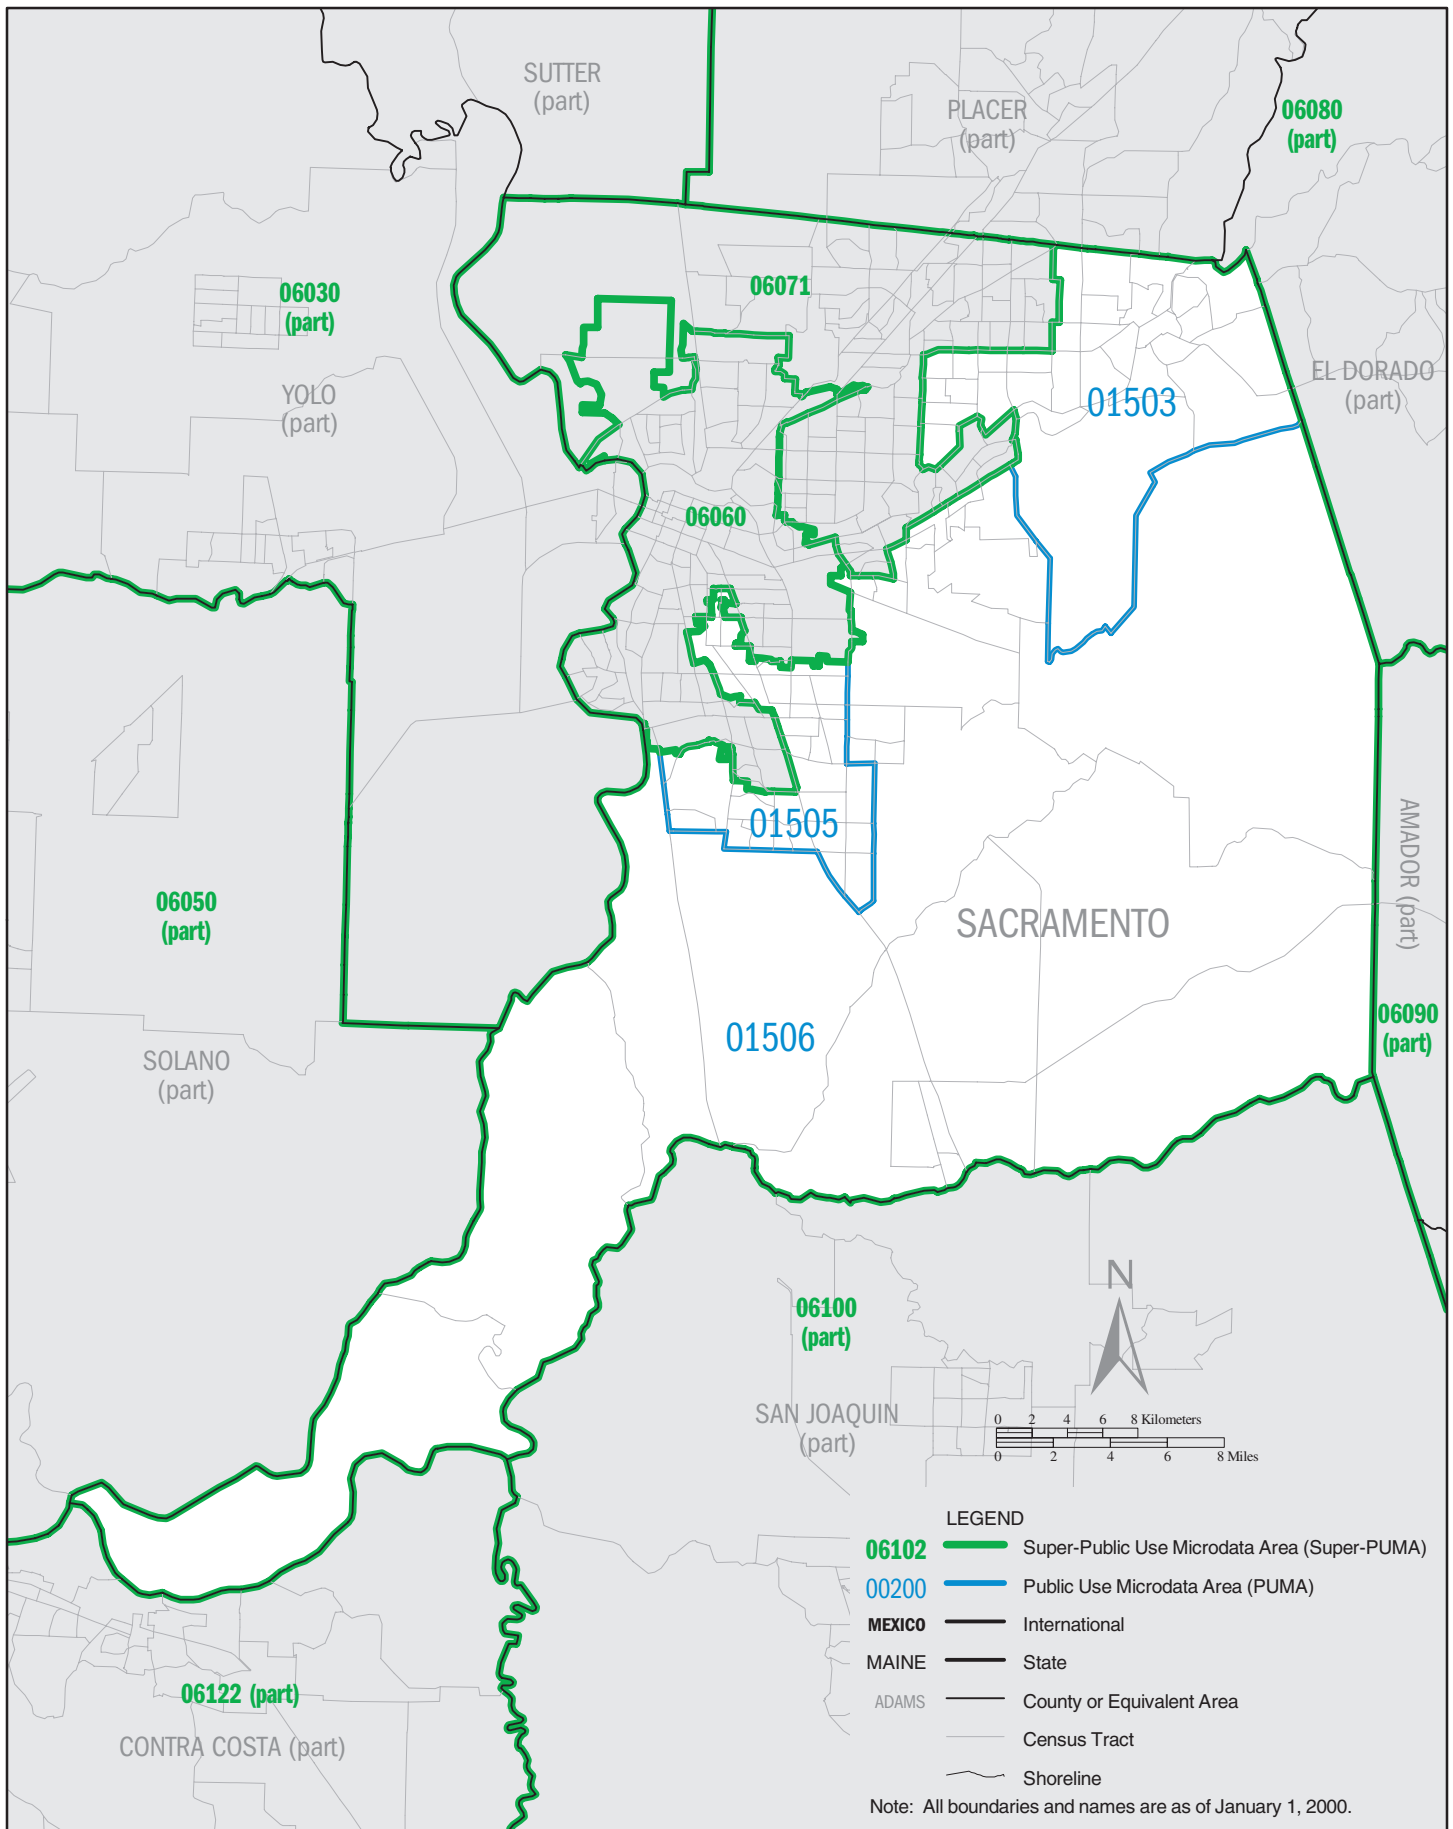 SUTTER
(part)
PLACER
(part)
06080
(part)
06030
(part)
06071
YOLO
(part)
EL DORADO
(part)
01503
06060
01505
AMADOR (part)
06050
(part)
SACRAMENTO
06090
(part)
01506
SOLANO
(part)
N
06100
(part)
SAN JOAQUIN
(part)
0 2 4 6 8 Kilometers
0 2 4 6 8 Miles
LEGEND
06102 Super-Public Use Microdata Area (Super-PUMA)
00200 Public Use Microdata Area (PUMA)
MEXICO International
MAINE State
ADAMS County or Equivalent Area
Census Tract
Shoreline
Note: All boundaries and names are as of January 1, 2000.
06122 (part)
CONTRA COSTA (part)